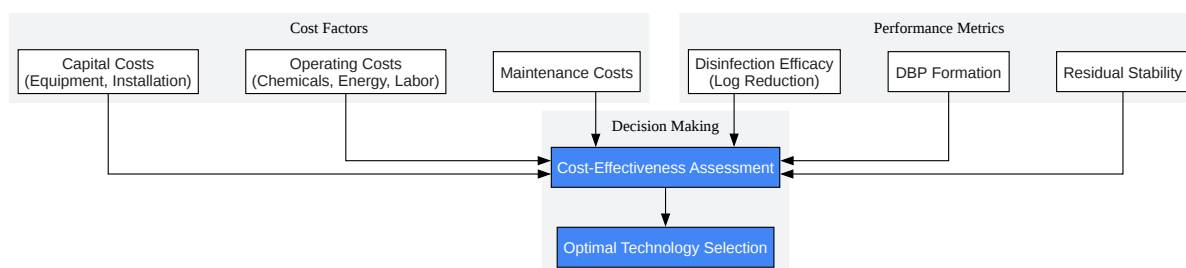 Cost Factors
Capital Costs
(Equipment, Installation)
Operating Costs
(Chemicals, Energy, Labor)
Maintenance Costs
Performance Metrics
Disinfection Efficacy
(Log Reduction)
DBP Formation
Residual Stability
Decision Making
Cost-Effectiveness Assessment
Optimal Technology Selection